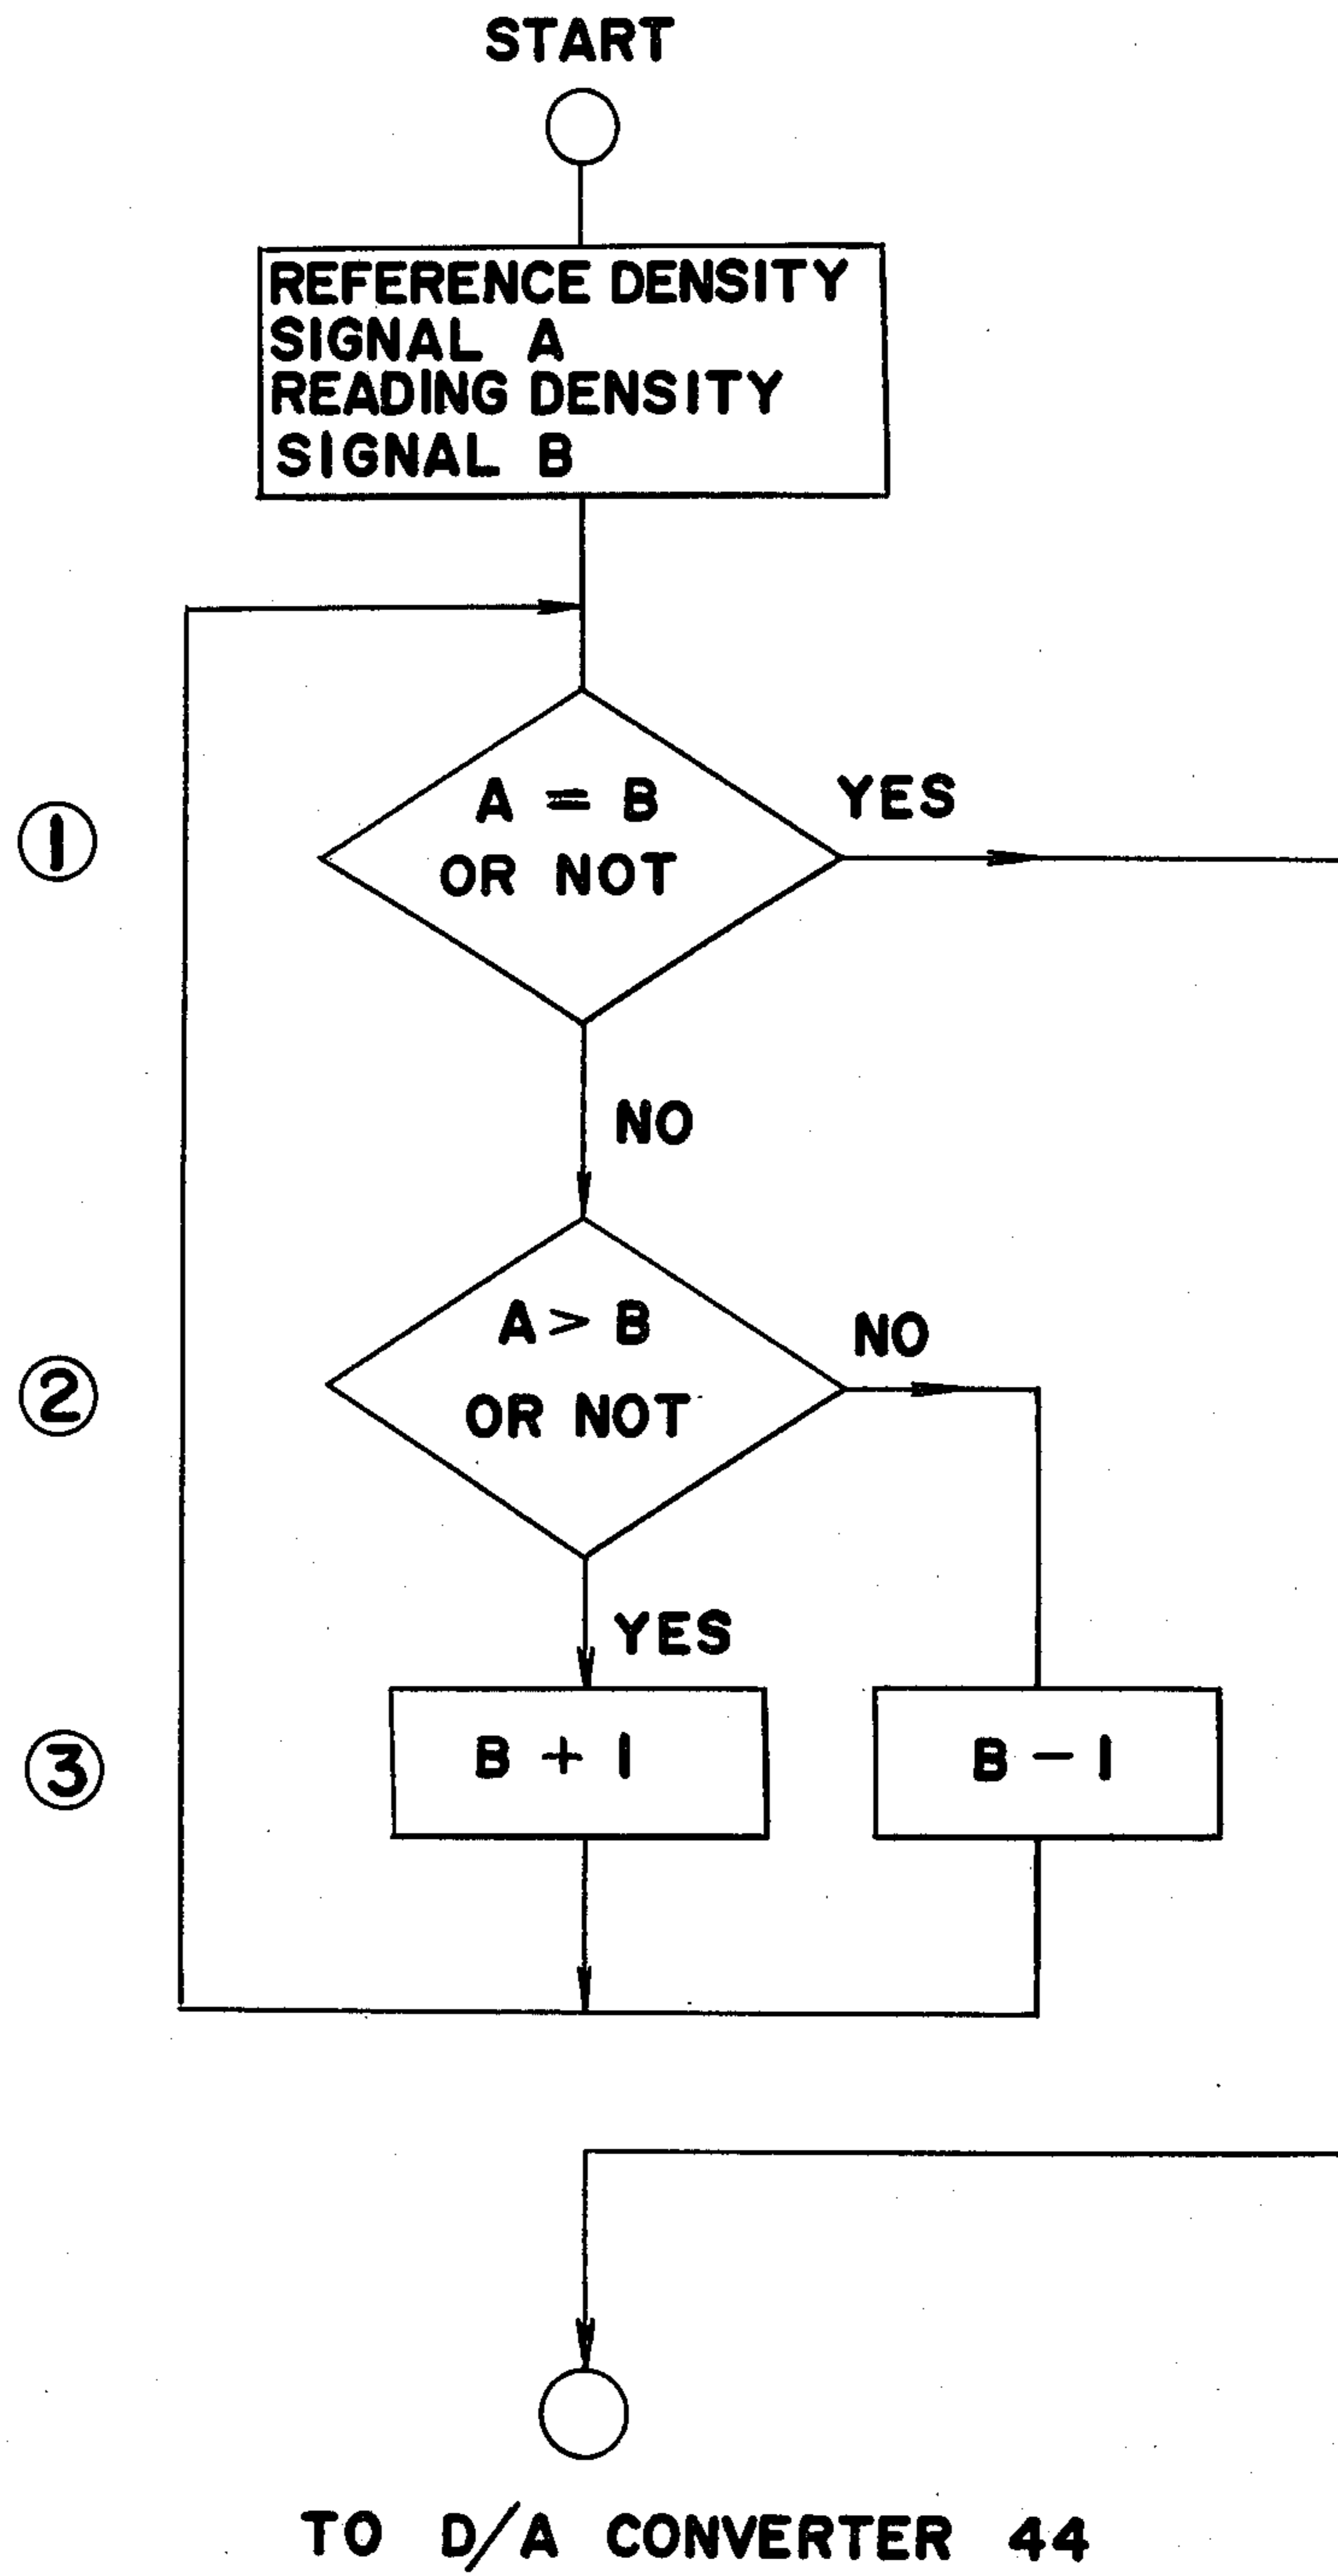 START
REFERENCE DENSITY
SIGNAL A
READING DENSITY
SIGNAL B
①
A = B
OR NOT
YES
NO
②
A > B
OR NOT
NO
YES
③
B + 1
B - 1
TO D/A CONVERTER 44